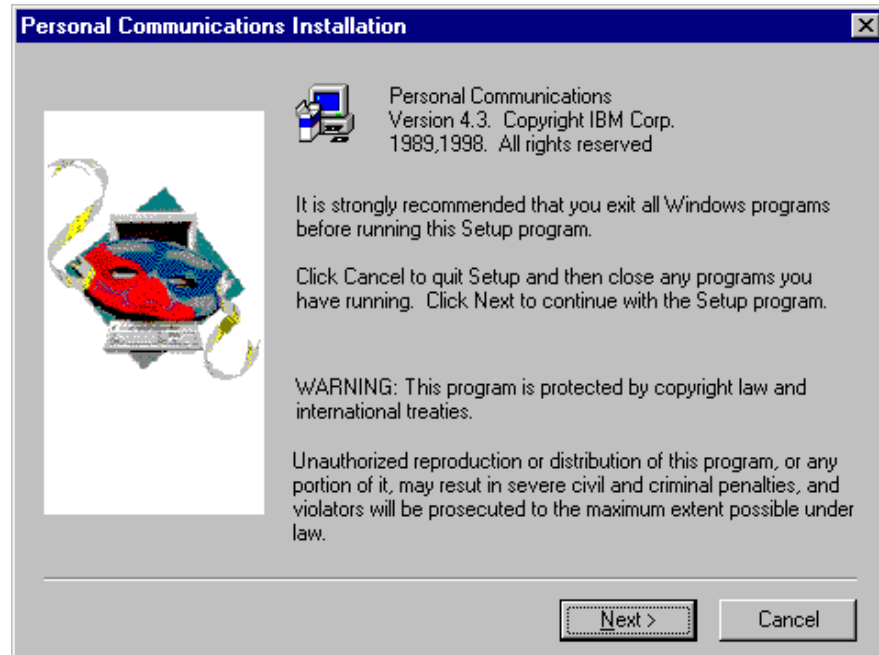 Personal Communications Installation
Personal Communications
Version 4.3.  Copyright IBM Corp.
1989,1998.  All rights reserved
It is strongly recommended that you exit all Windows programs
before running this Setup program.
Click Cancel to quit Setup and then close any programs you
have running.  Click Next to continue with the Setup program.
WARNING: This program is protected by copyright law and
international treaties.
Unauthorized reproduction or distribution of this program, or any
portion of it, may resut in severe civil and criminal penalties, and
violators will be prosecuted to the maximum extent possible under
law.
Next >
Cancel